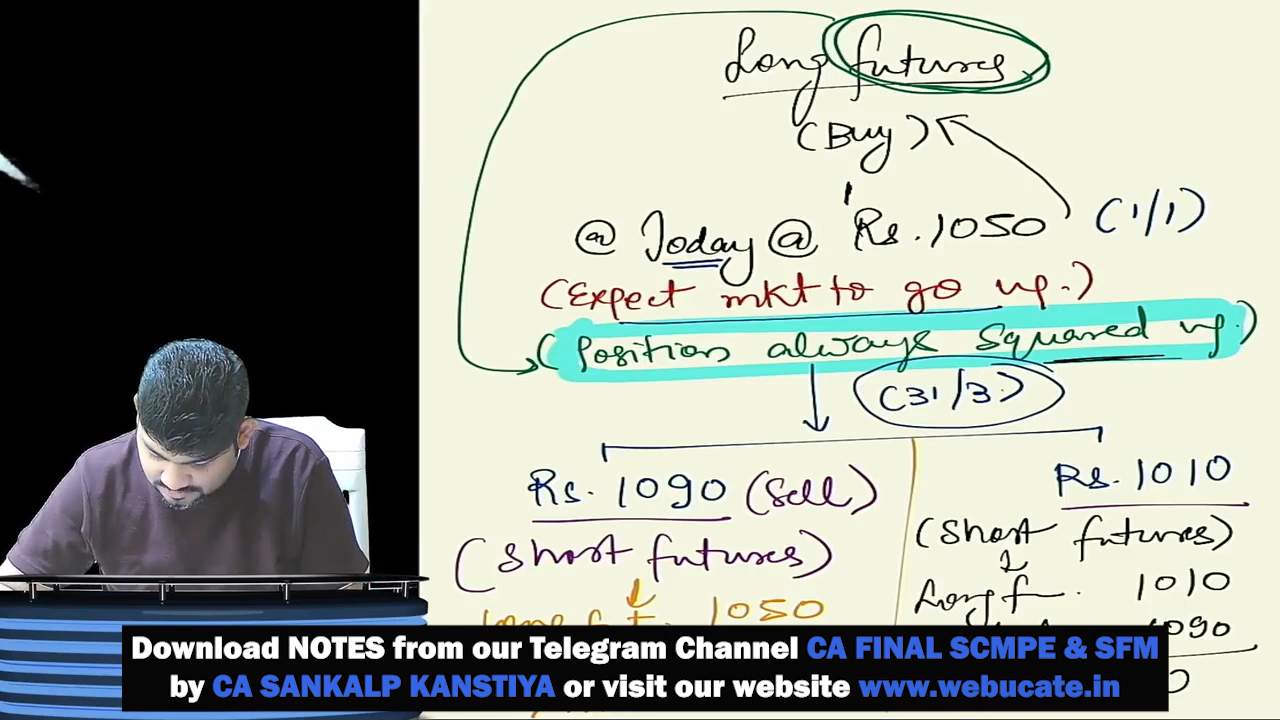 Long futures
(Buy)
@ Today @ Rs. 1050 (1/1)
(Expect mkt to go up.)
(Position always squared up.)
(31/3)
Rs. 1090 (Sell)
(Short futures)
1050
Rs. 1010
(Short futures)
Long f. 1010
1090
Download NOTES from our Telegram Channel CA FINAL SCMPE & SFM
by CA SANKALP KANSTIYA or visit our website www.webucate.in